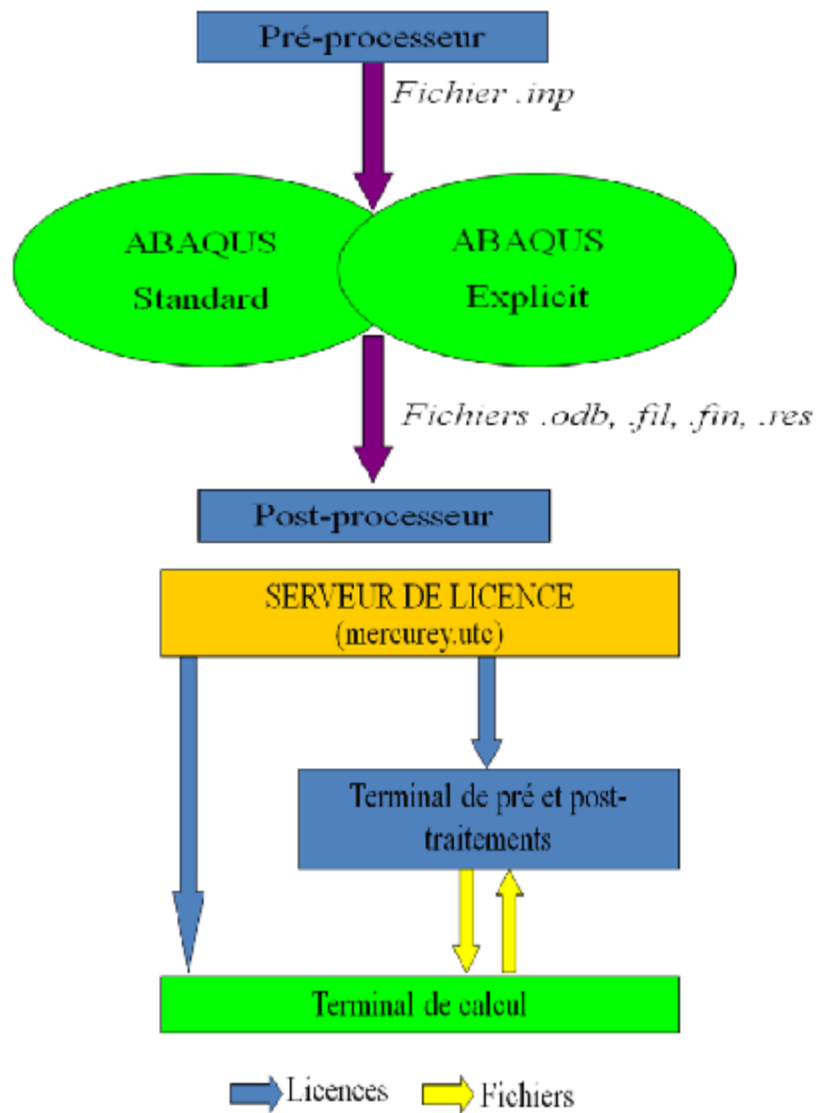 Pré-processeur
Fichier .inp
ABAQUS
Standard
ABAQUS
Explicit
Fichiers .odb, .fil, .fin, .res
Post-processeur
SERVEUR DE LICENCE
(mercurey.utc)
Terminal de pré et post-
traitements
Terminal de calcul
Licences
Fichiers